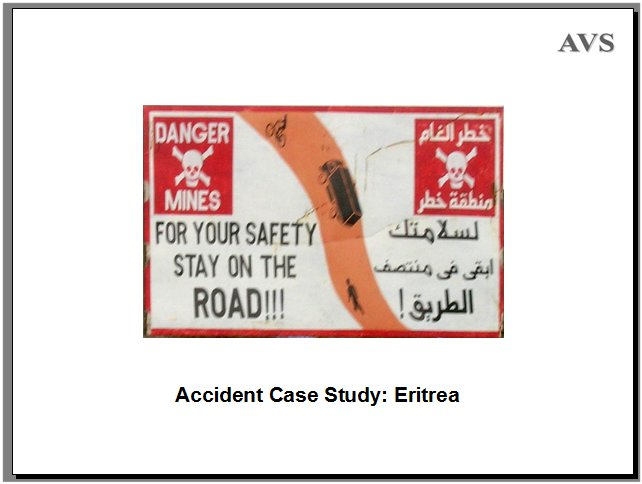 AVS
DANGER
MINES
FOR YOUR SAFETY
STAY ON THE
ROAD!!!
خطر الغام
منطقة خطر
لسلامتك
ابقى فى منتصف
الطريق!
Accident Case Study: Eritrea